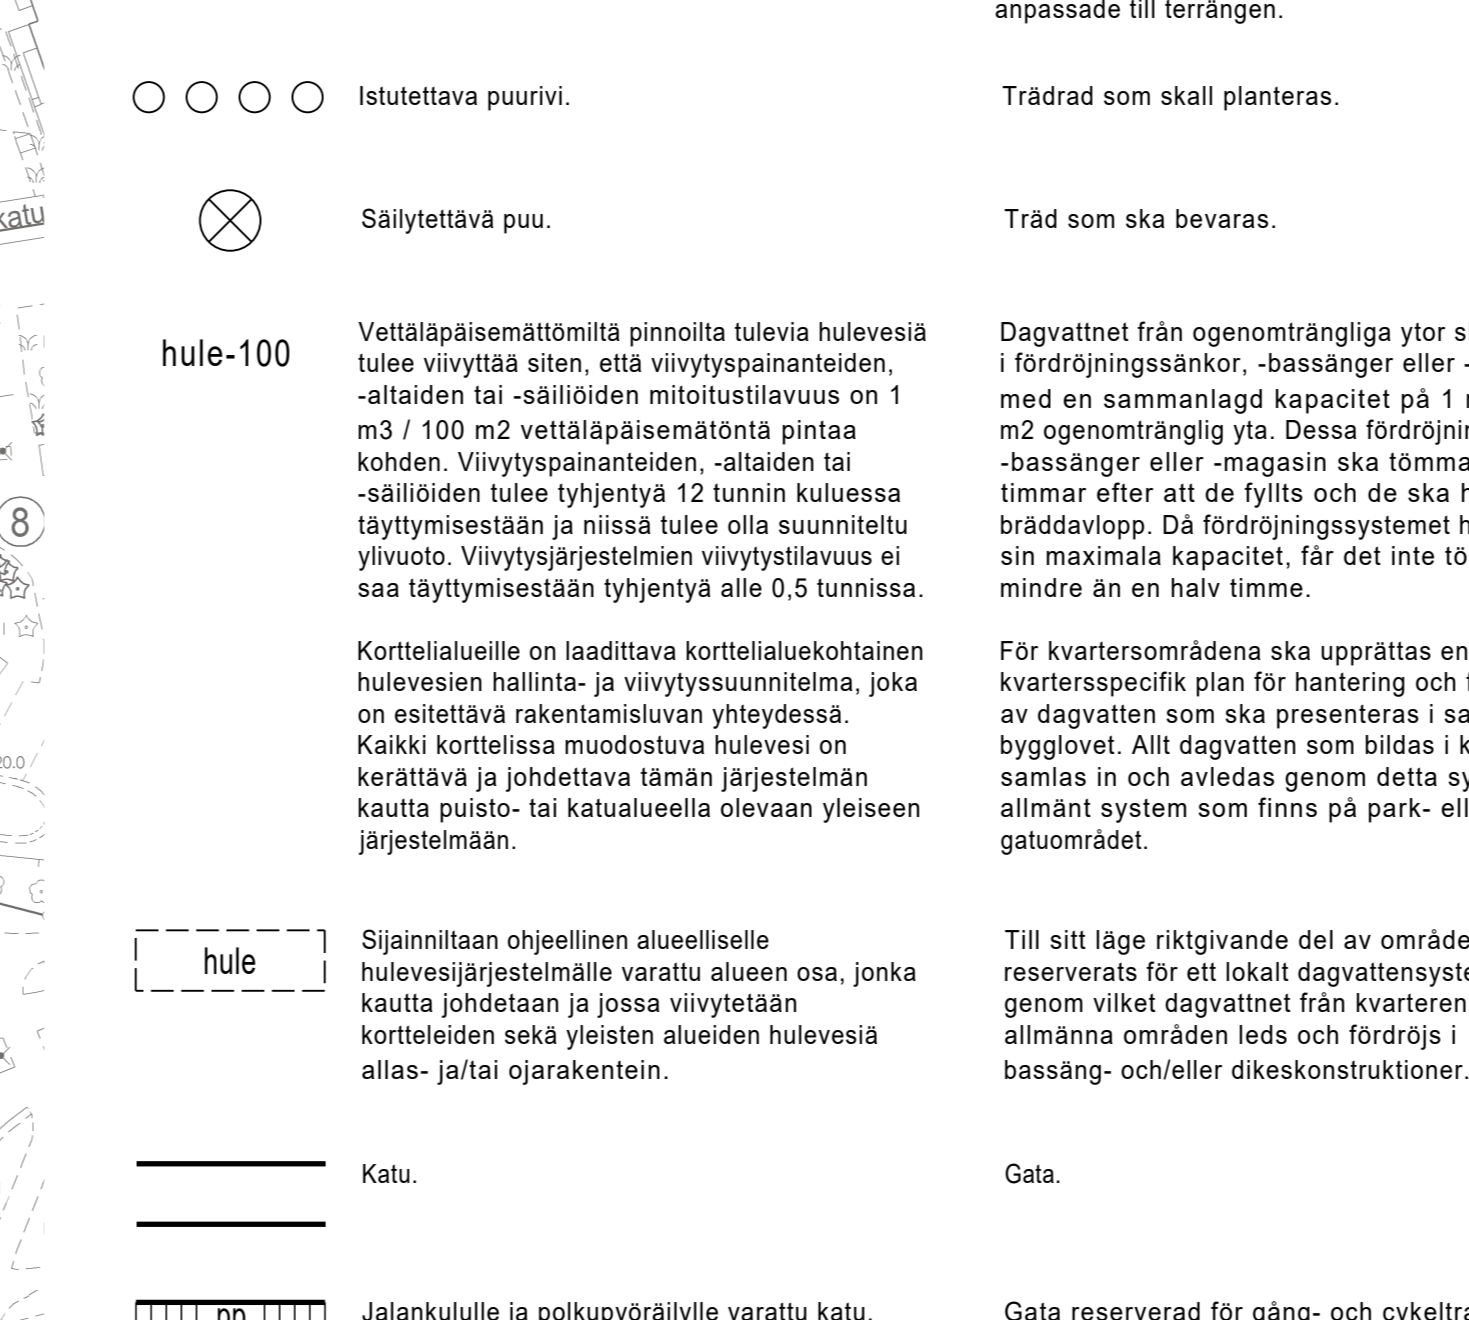 anpassade till terrängen.
Istutettava puurivi.
Trädrad som skall planteras.
katu
Säilytettävä puu.
Träd som ska bevaras.
hule-100
Vettäläpäisemättömiltä pinnoilta tulevia hulevesiä
tulee viivyttää siten, että viivytyspainanteiden,
-altaiden tai -säiliöiden mitoitustilavuus on 1
m3 / 100 m2 vettäläpäisemätöntä pintaa
kohden. Viivytyspainanteiden, -altaiden tai
-säiliöiden tulee tyhjentyä 12 tunnin kuluessa
täyttymisestään ja niissä tulee olla suunniteltu
ylivuoto. Viivytysjärjestelmien viivytystilavuus ei
saa täyttymisestään tyhjentyä alle 0,5 tunnissa.
Korttelialueille on laadittava korttelialuekohtainen
hulevesien hallinta- ja viivytyssuunnitelma, joka
on esitettävä rakentamisluvan yhteydessä.
Kaikki korttelissa muodostuva hulevesi on
kerättävä ja johdettava tämän järjestelmän
kautta puisto- tai katualueella olevaan yleiseen
järjestelmään.
Dagvattnet från ogenomträngliga ytor
i fördröjningssänkor, -bassänger eller
med en sammanlagd kapacitet på 1
m2 ogenomtränglig yta. Dessa
-bassänger eller -magasin ska
timmar efter att de fyllts och de ska
bräddavlopp. Då fördröjningssystemet
sin maximala kapacitet, får det inte
mindre än en halv timme.
För kvartersområdena ska upprättas en
kvartersspecifik plan för hantering och
av dagvatten som ska presenteras i
bygglovet. Allt dagvatten som bildas i
samlas in och avledas genom detta
allmänt system som finns på park-
gatuområdet.
8
20.0
hule
Sijainniltaan ohjeellinen alueelliselle
hulevesijärjestelmälle varattu alueen osa, jonka
kautta johdetaan ja jossa viivytetään
kortteleiden sekä yleisten alueiden hulevesiä
allas- ja/tai ojarakentein.
Till sitt läge riktgivande del av
reserverats för ett lokalt
genom vilket dagvattnet från kvarteren
allmänna områden leds och fördröjs i
bassäng- och/eller dikeskonstruktioner.
Katu.
Gata.
pp
Jalankululle ja polkupyöräilylle varattu katu.
Gata reserverad för gång- och